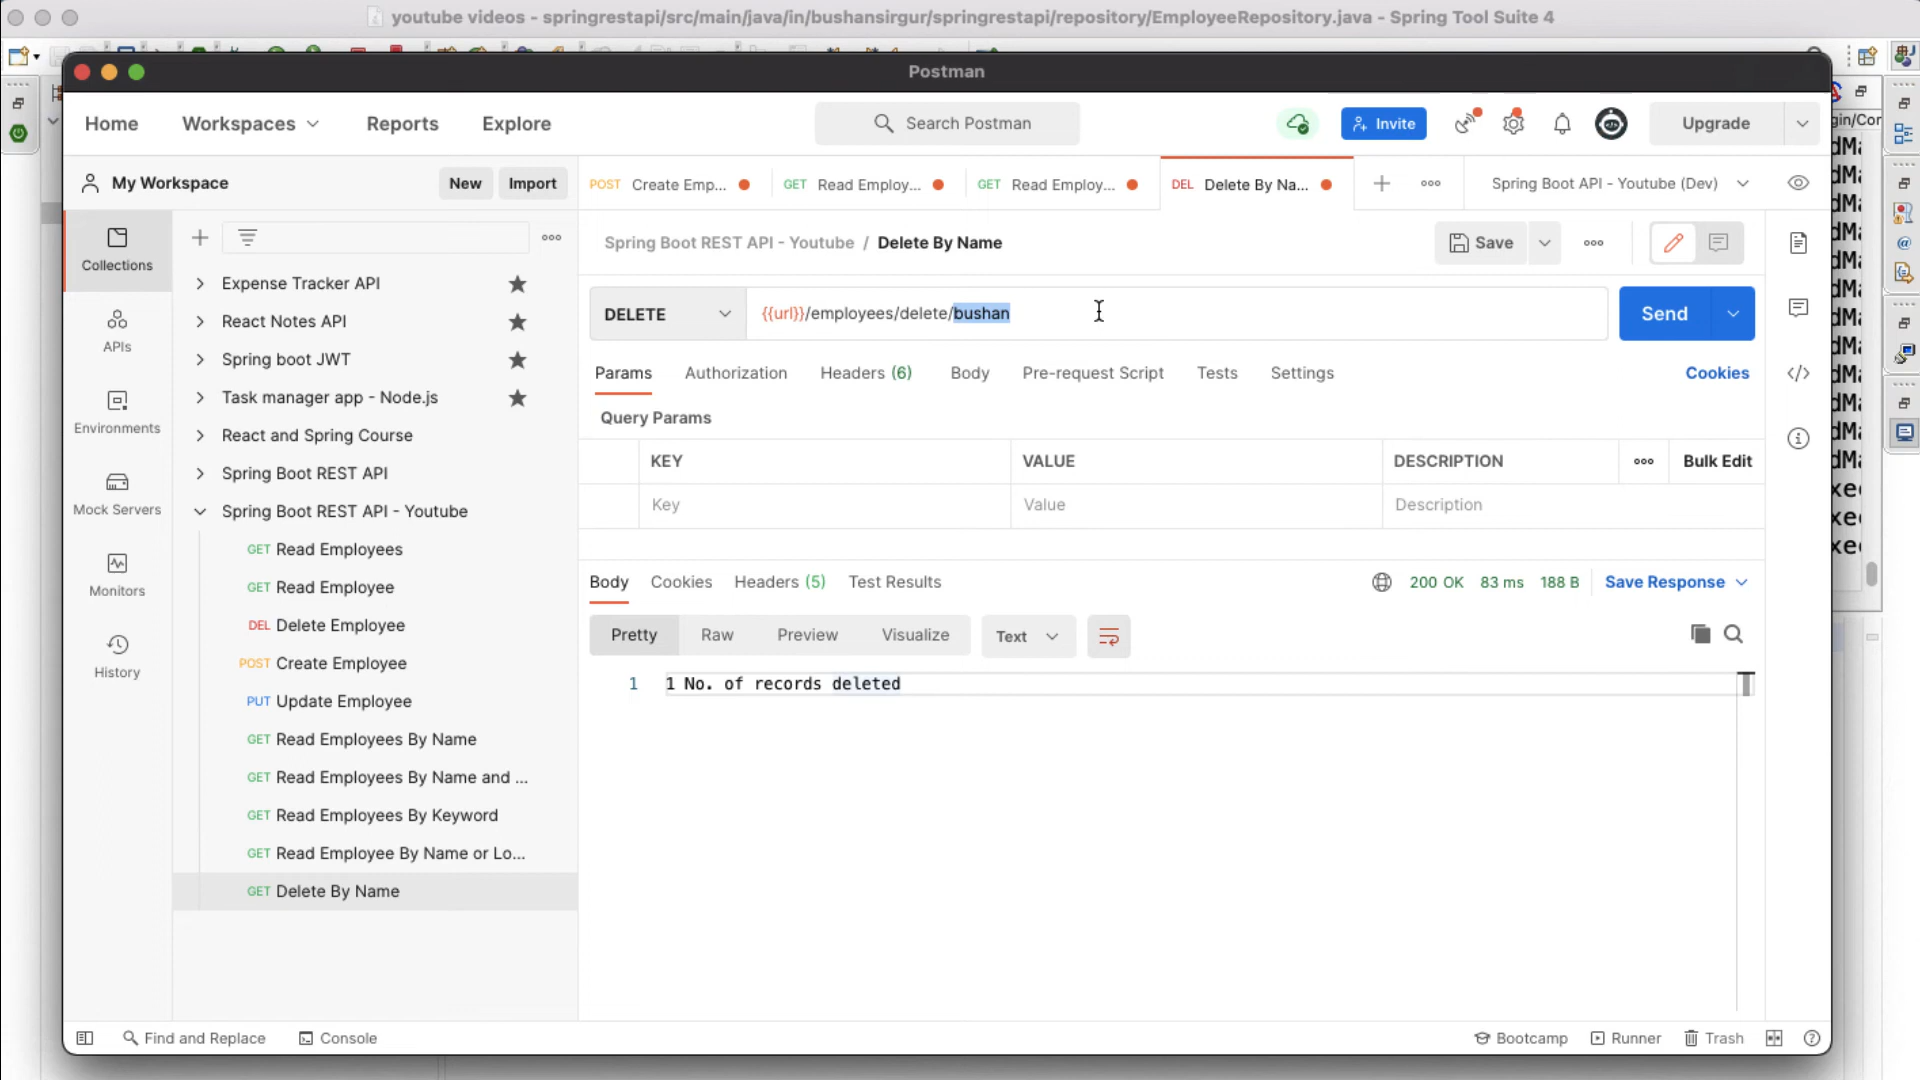 youtube videos - springrestapi/src/main/java/in/bushansirgur/springrestapi/repository/EmployeeRepository.java - Spring Tool Suite 4
Postman
Home
Workspaces
Reports
Explore
Search Postman
Invite
Upgrade
My Workspace
New
Import
POST Create Emp...
GET Read Employ...
GET Read Employ...
DEL Delete By Na...
Spring Boot API - Youtube (Dev)
Collections
APIs
Environments
Mock Servers
Monitors
History
Expense Tracker API
React Notes API
Spring boot JWT
Task manager app - Node.js
React and Spring Course
Spring Boot REST API
Spring Boot REST API - Youtube
GET Read Employees
GET Read Employee
DEL Delete Employee
POST Create Employee
PUT Update Employee
GET Read Employees By Name
GET Read Employees By Name and ...
GET Read Employees By Keyword
GET Read Employee By Name or Lo...
GET Delete By Name
Spring Boot REST API - Youtube / Delete By Name
Save
DELETE
{{url}}/employees/delete/bushan
Send
Params
Authorization
Headers (6)
Body
Pre-request Script
Tests
Settings
Cookies
Query Params
KEY
VALUE
DESCRIPTION
Bulk Edit
Key
Value
Description
Body
Cookies
Headers (5)
Test Results
200 OK
83 ms
188 B
Save Response
Pretty
Raw
Preview
Visualize
Text
1
1 No. of records deleted
Find and Replace
Console
Bootcamp
Runner
Trash